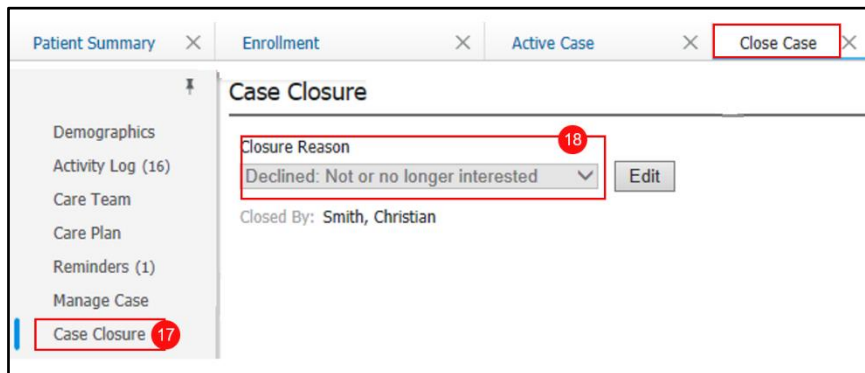 Patient Summary
Enrollment
Active Case
Close Case
Case Closure
Demographics
Activity Log (16)
Care Team
Care Plan
Reminders (1)
Manage Case
Case Closure 17
Closure Reason 18
Declined: Not or no longer interested
Edit
Closed By: Smith, Christian